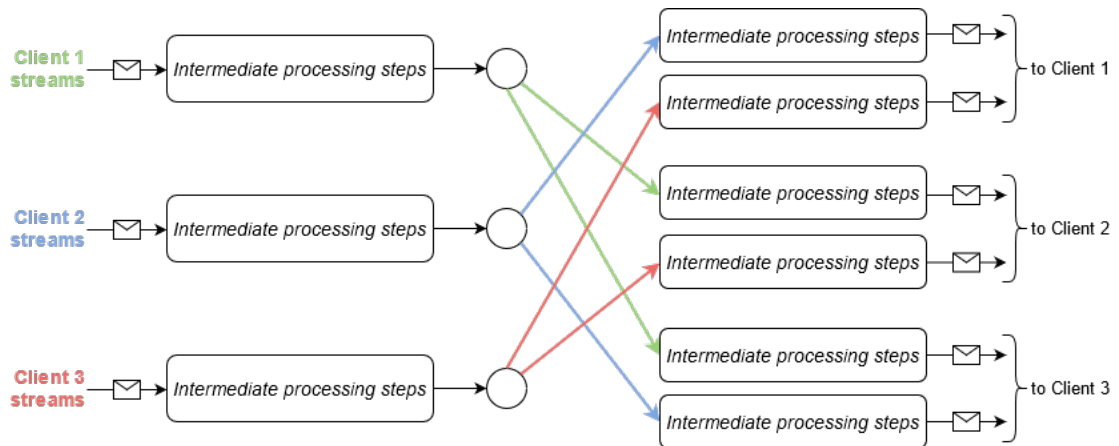 Client 1
streams
Intermediate processing steps
Intermediate processing steps
Intermediate processing steps
to Client 1
Client 2
streams
Intermediate processing steps
Intermediate processing steps
Intermediate processing steps
to Client 2
Client 3
streams
Intermediate processing steps
Intermediate processing steps
Intermediate processing steps
to Client 3